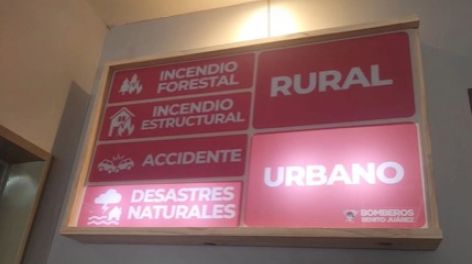 INCENDIO
FORESTAL
INCENDIO
ESTRUCTURAL
ACCIDENTE
DESASTRES
NATURALES
RURAL
URBANO
BOMBEROS
BENITO JUÁREZ